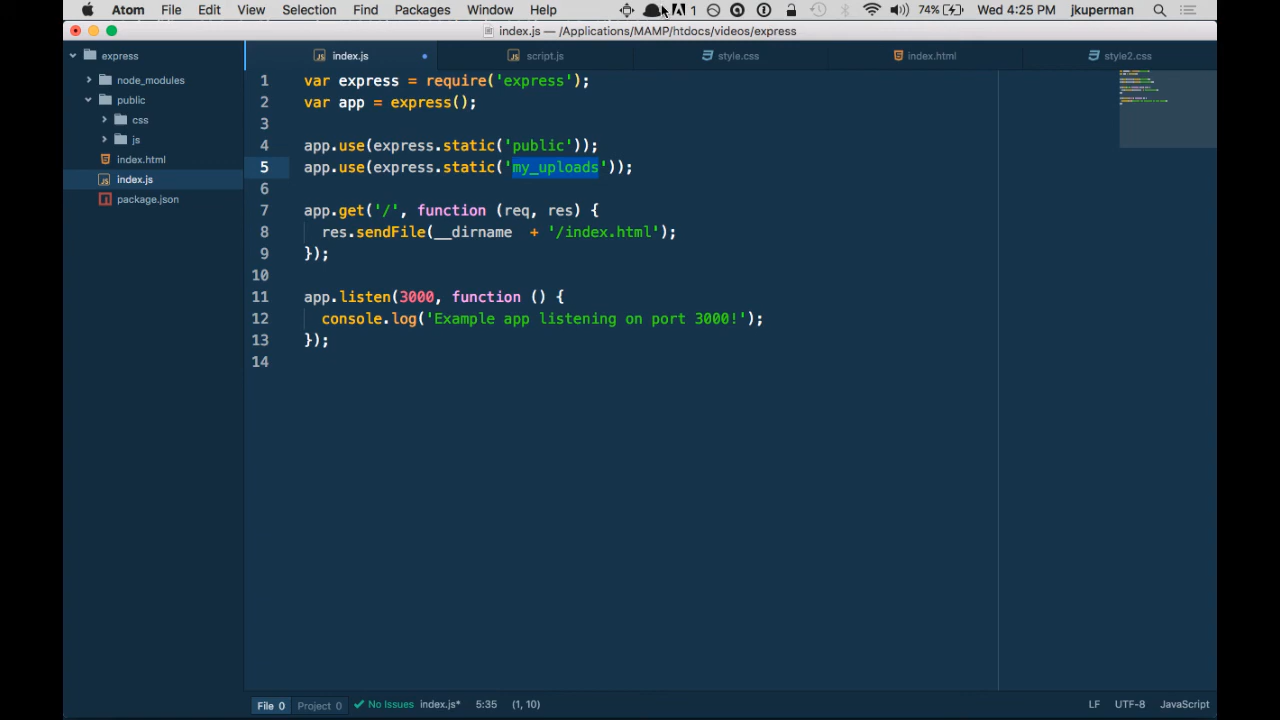 Atom File Edit View Selection Find Packages Window Help 1 74% Wed 4:25 PM jkuperman
index.js — /Applications/MAMP/htdocs/videos/express
express
node_modules
public
css
js
index.html
index.js
package.json
index.js script.js style.css index.html style2.css
1 var express = require('express');
2 var app = express();
3
4 app.use(express.static('public'));
5 app.use(express.static('my_uploads'));
6
7 app.get('/', function (req, res) {
8 res.sendFile(__dirname + '/index.html');
9 });
10
11 app.listen(3000, function () {
12 console.log('Example app listening on port 3000!');
13 });
14
File 0 Project 0 No Issues index.js* 5:35 (1, 10) LF UTF-8 JavaScript